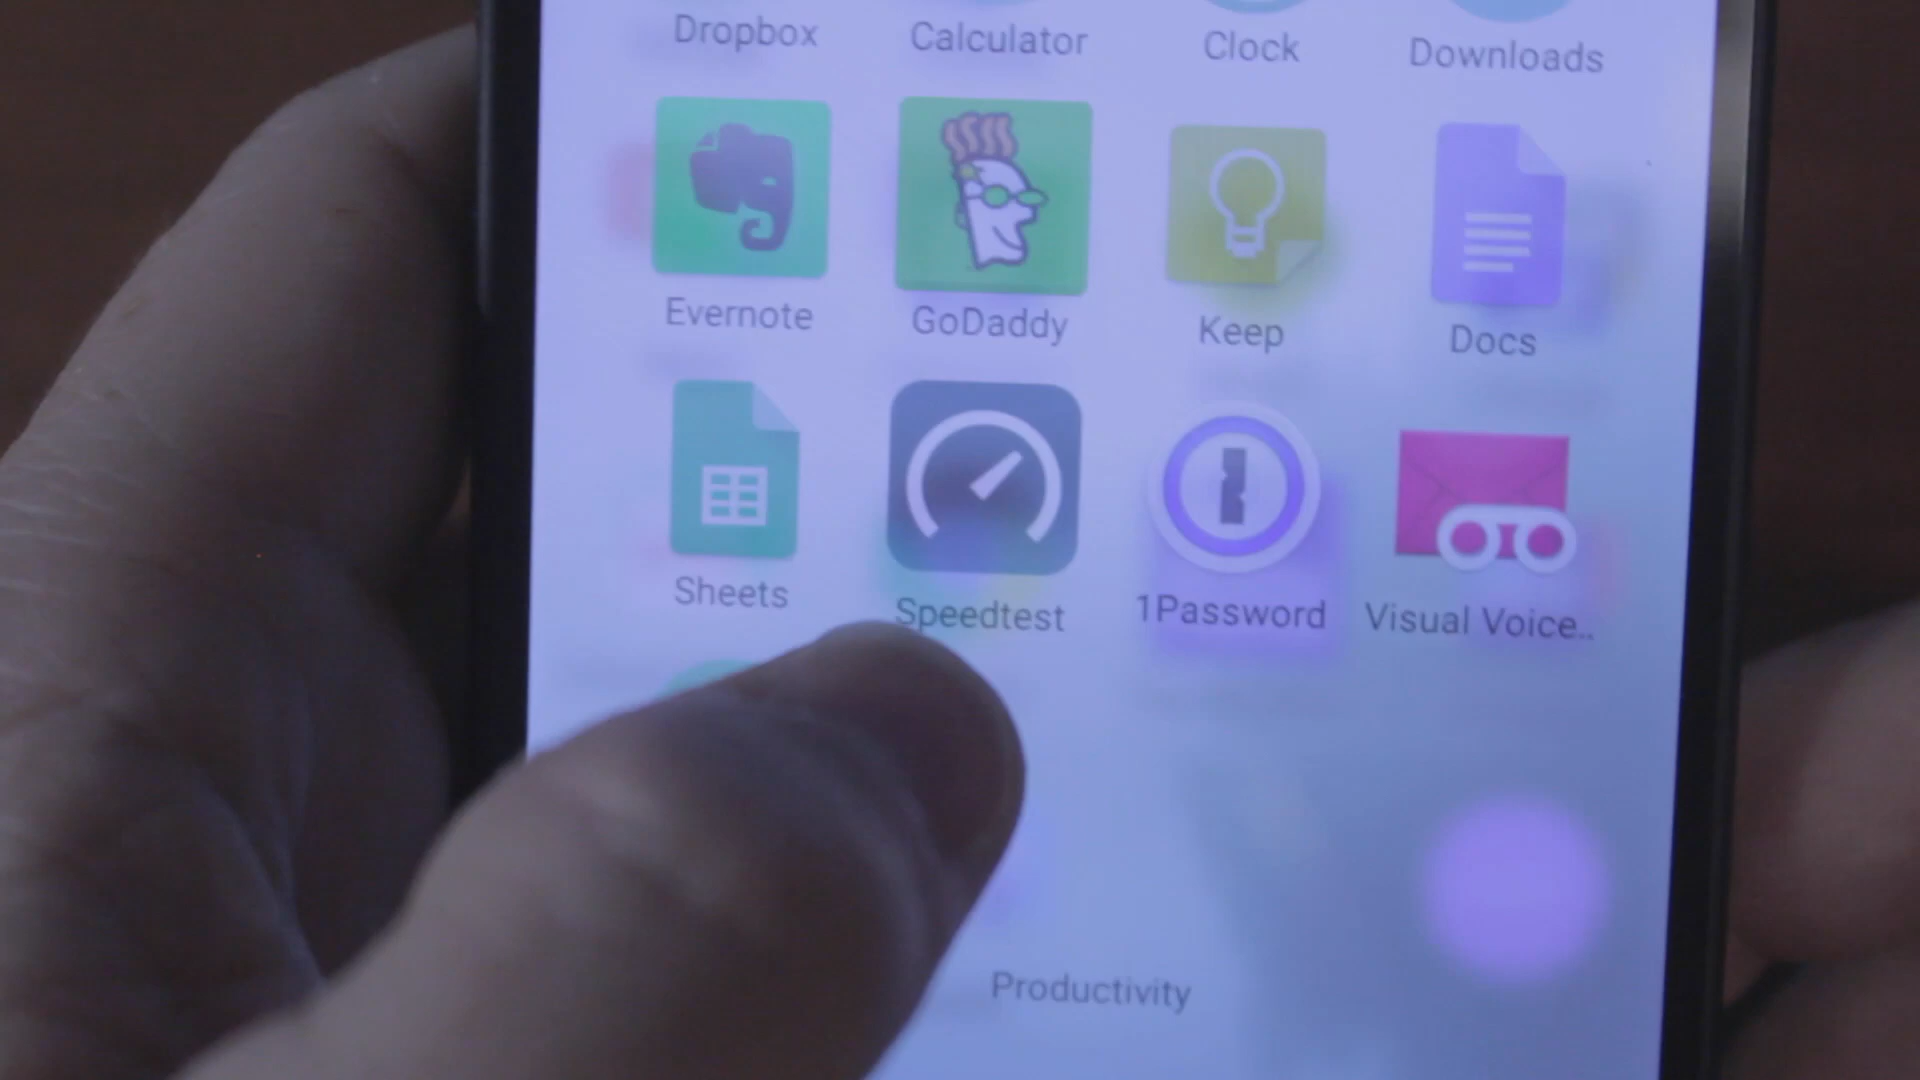 Dropbox Calculator Clock Downloads
Evernote GoDaddy Keep Docs
Sheets Speedtest 1Password Visual Voice..
Productivity